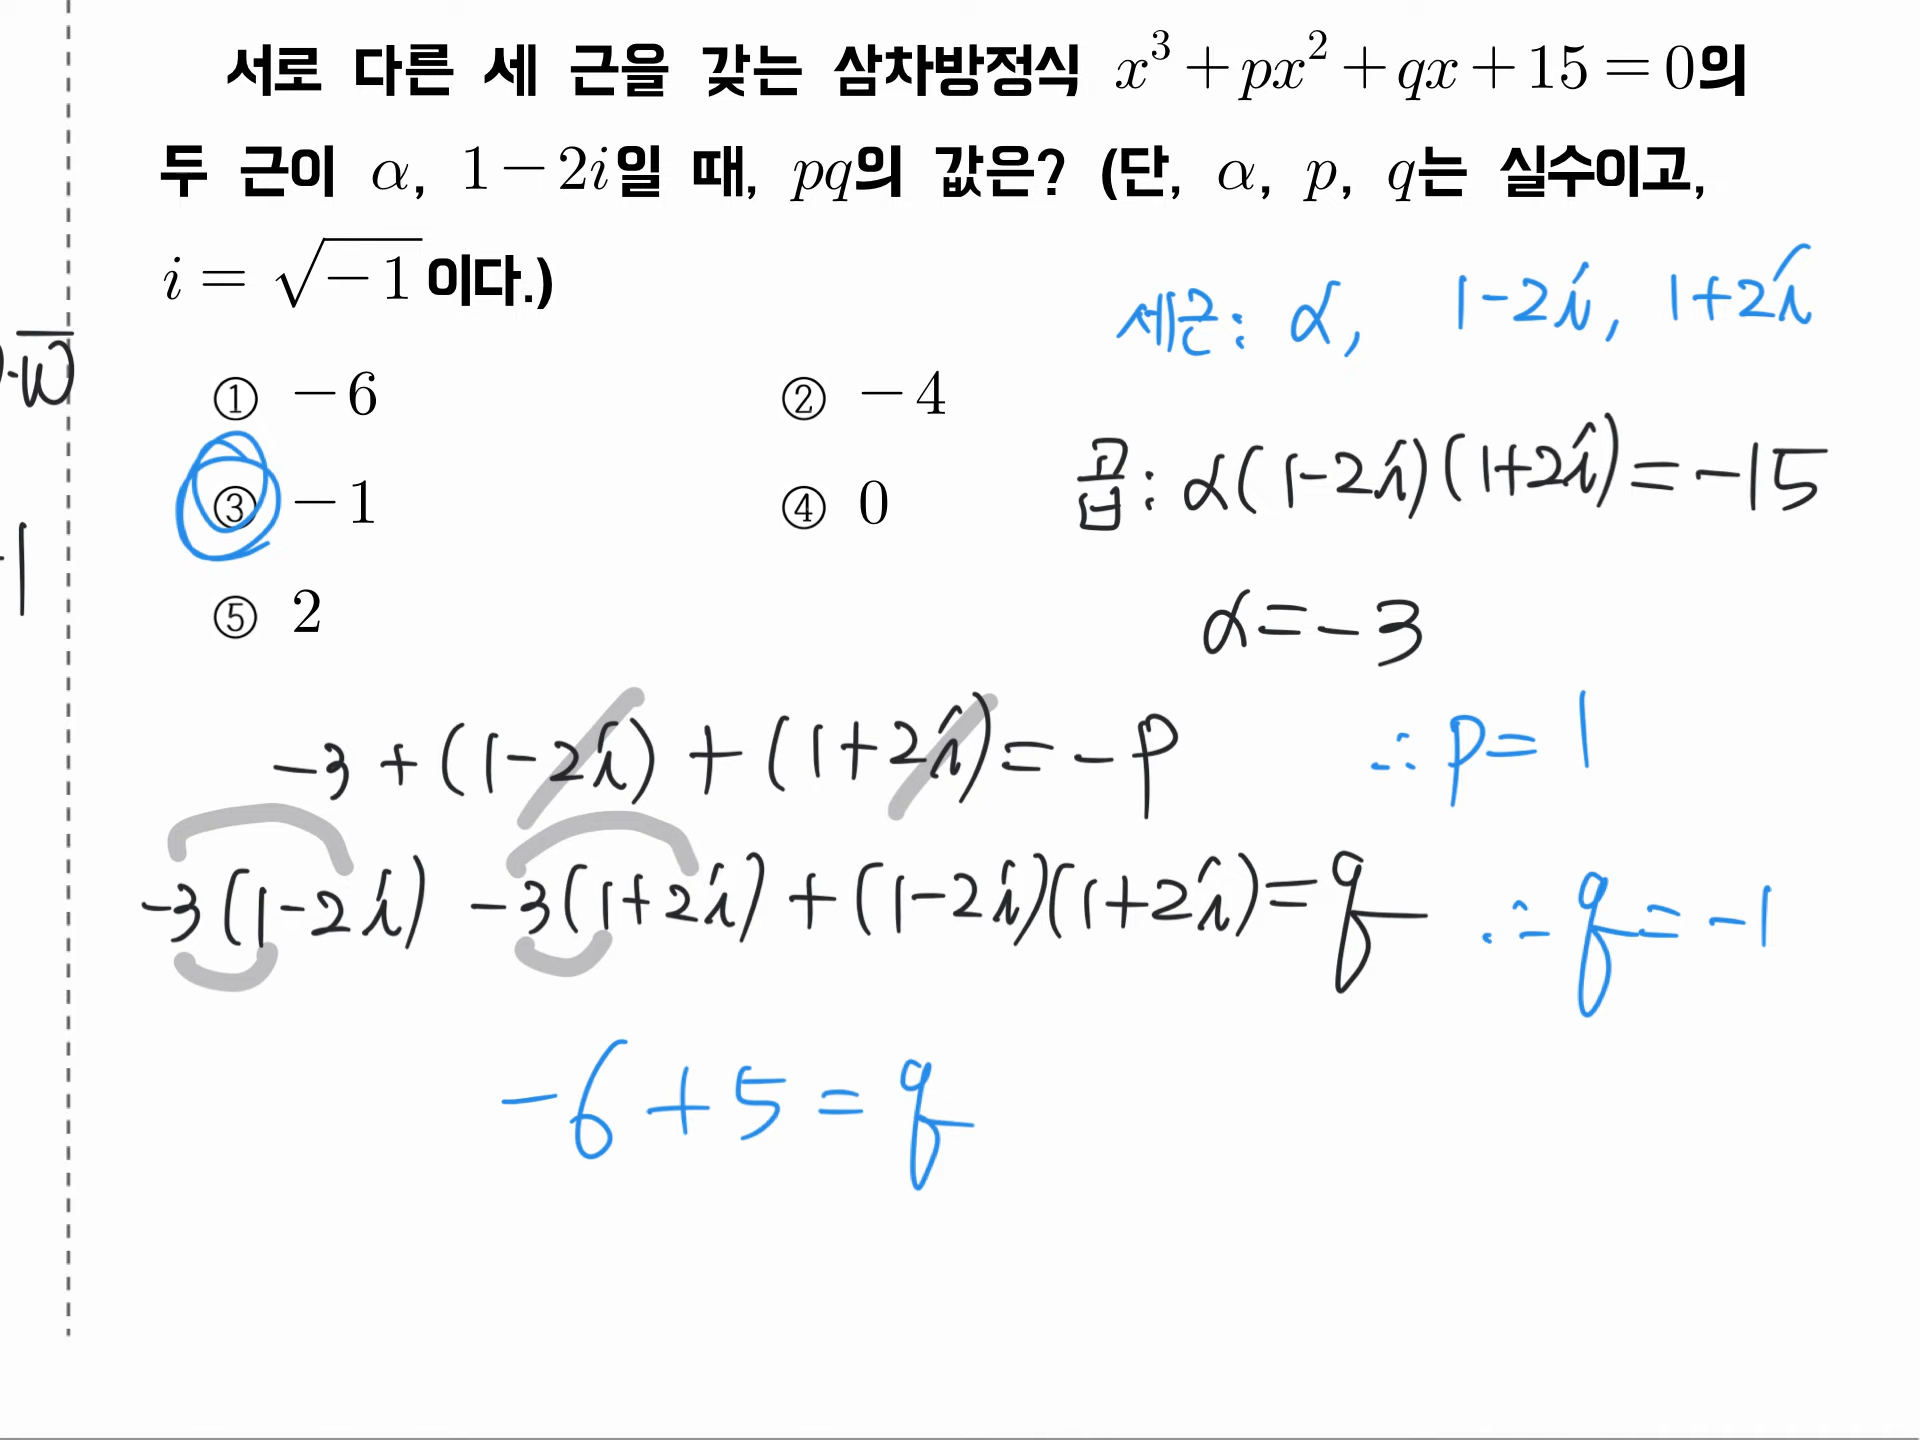 서로 다른 세 근을 갖는 삼차방정식 x³+px²+qx+15=0의
두 근이 α, 1-2i일 때, pq의 값은? (단, α, p, q는 실수이고,
i=√-1이다.)
① -6
② -4
③ -1
④ 0
⑤ 2
세근: α, 1-2i, 1+2i
곱: α(1-2i)(1+2i)=-15
α=-3
-3+(1-2i)+(1+2i)=-p ∴p=1
-3(1-2i)-3(1+2i)+(1-2i)(1+2i)=q ∴q=-1
-6+5=q